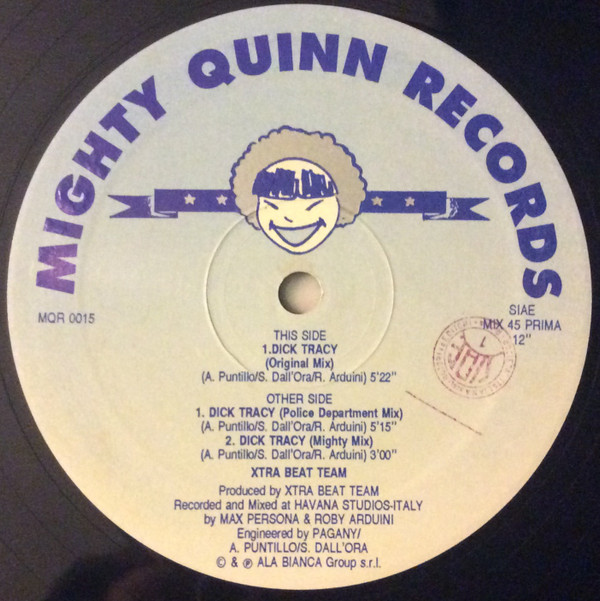 MIGHTY QUINN RECORDS
MQR 0015
SIAE
MIX 45 PRIMA
12"
THIS SIDE
1.DICK TRACY
(Original Mix)
(A. Puntillo/S. Dall'Ora/R. Arduini) 5'22"
OTHER SIDE
1. DICK TRACY (Police Department Mix)
(A. Puntillo/S. Dall'Ora/R. Arduini) 5'15"
2. DICK TRACY (Mighty Mix)
(A. Puntillo/S. Dall'Ora/R. Arduini) 3'00"
XTRA BEAT TEAM
Produced by XTRA BEAT TEAM
Recorded and Mixed at HAVANA STUDIOS-ITALY
by MAX PERSONA & ROBY ARDUINI
Engineered by PAGANY/
A. PUNTILLO/S. DALL'ORA
© & ℗ ALA BIANCA Group s.r.l.